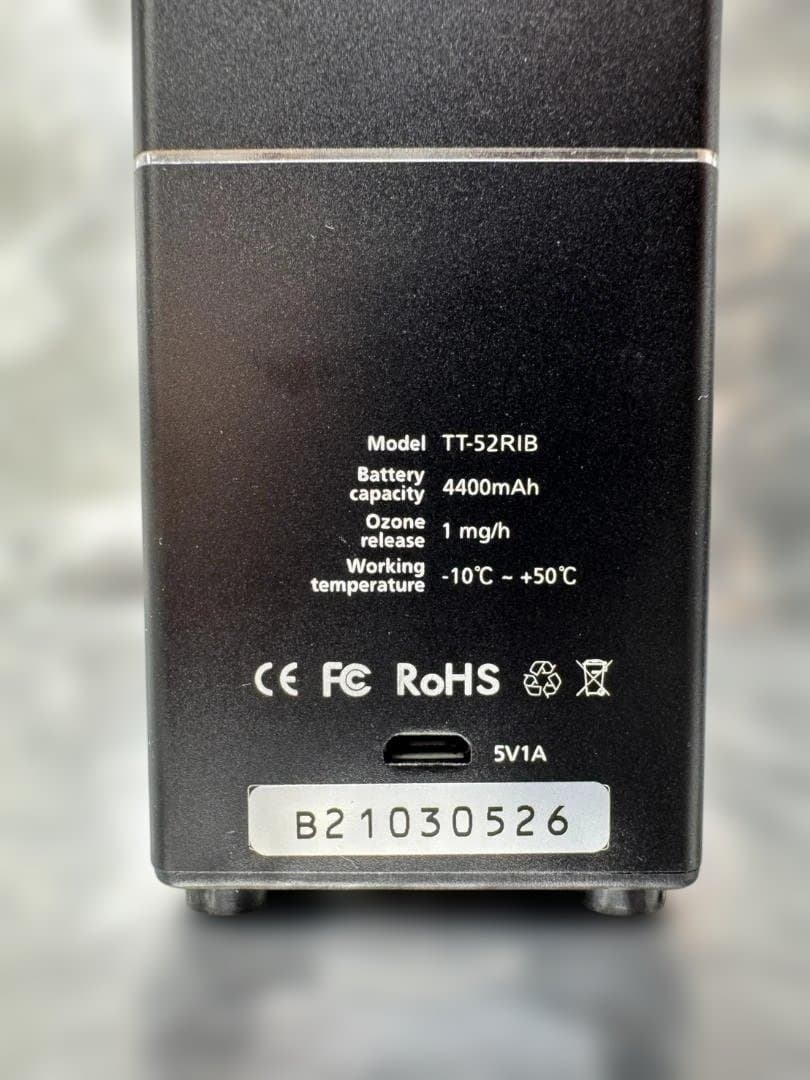 Model TT-52RIB
Battery
capacity 4400mAh
Ozone
release 1 mg/h
Working
temperature -10℃ ~ +50℃
CE FC RoHS
5V1A
B21030526